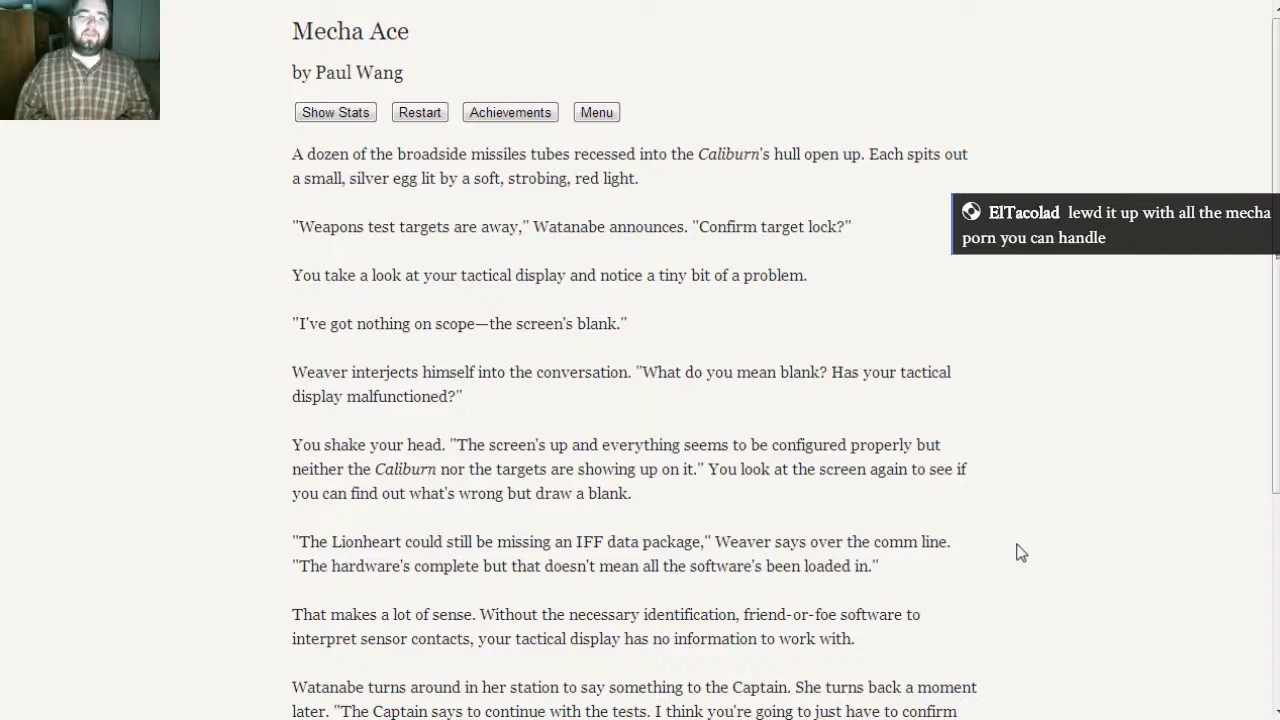 Mecha Ace
by Paul Wang
Show Stats Restart Achievements Menu
A dozen of the broadside missiles tubes recessed into the Caliburn's hull open up. Each spits out
a small, silver egg lit by a soft, strobing, red light.
ElTacolad lewd it up with all the mecha
porn you can handle
"Weapons test targets are away," Watanabe announces. "Confirm target lock?"
You take a look at your tactical display and notice a tiny bit of a problem.
"I've got nothing on scope—the screen's blank."
Weaver interjects himself into the conversation. "What do you mean blank? Has your tactical
display malfunctioned?"
You shake your head. "The screen's up and everything seems to be configured properly but
neither the Caliburn nor the targets are showing up on it." You look at the screen again to see if
you can find out what's wrong but draw a blank.
"The Lionheart could still be missing an IFF data package," Weaver says over the comm line.
"The hardware's complete but that doesn't mean all the software's been loaded in."
That makes a lot of sense. Without the necessary identification, friend-or-foe software to
interpret sensor contacts, your tactical display has no information to work with.
Watanabe turns around in her station to say something to the Captain. She turns back a moment
later. "The Captain says to continue with the tests. I think you're going to just have to confirm